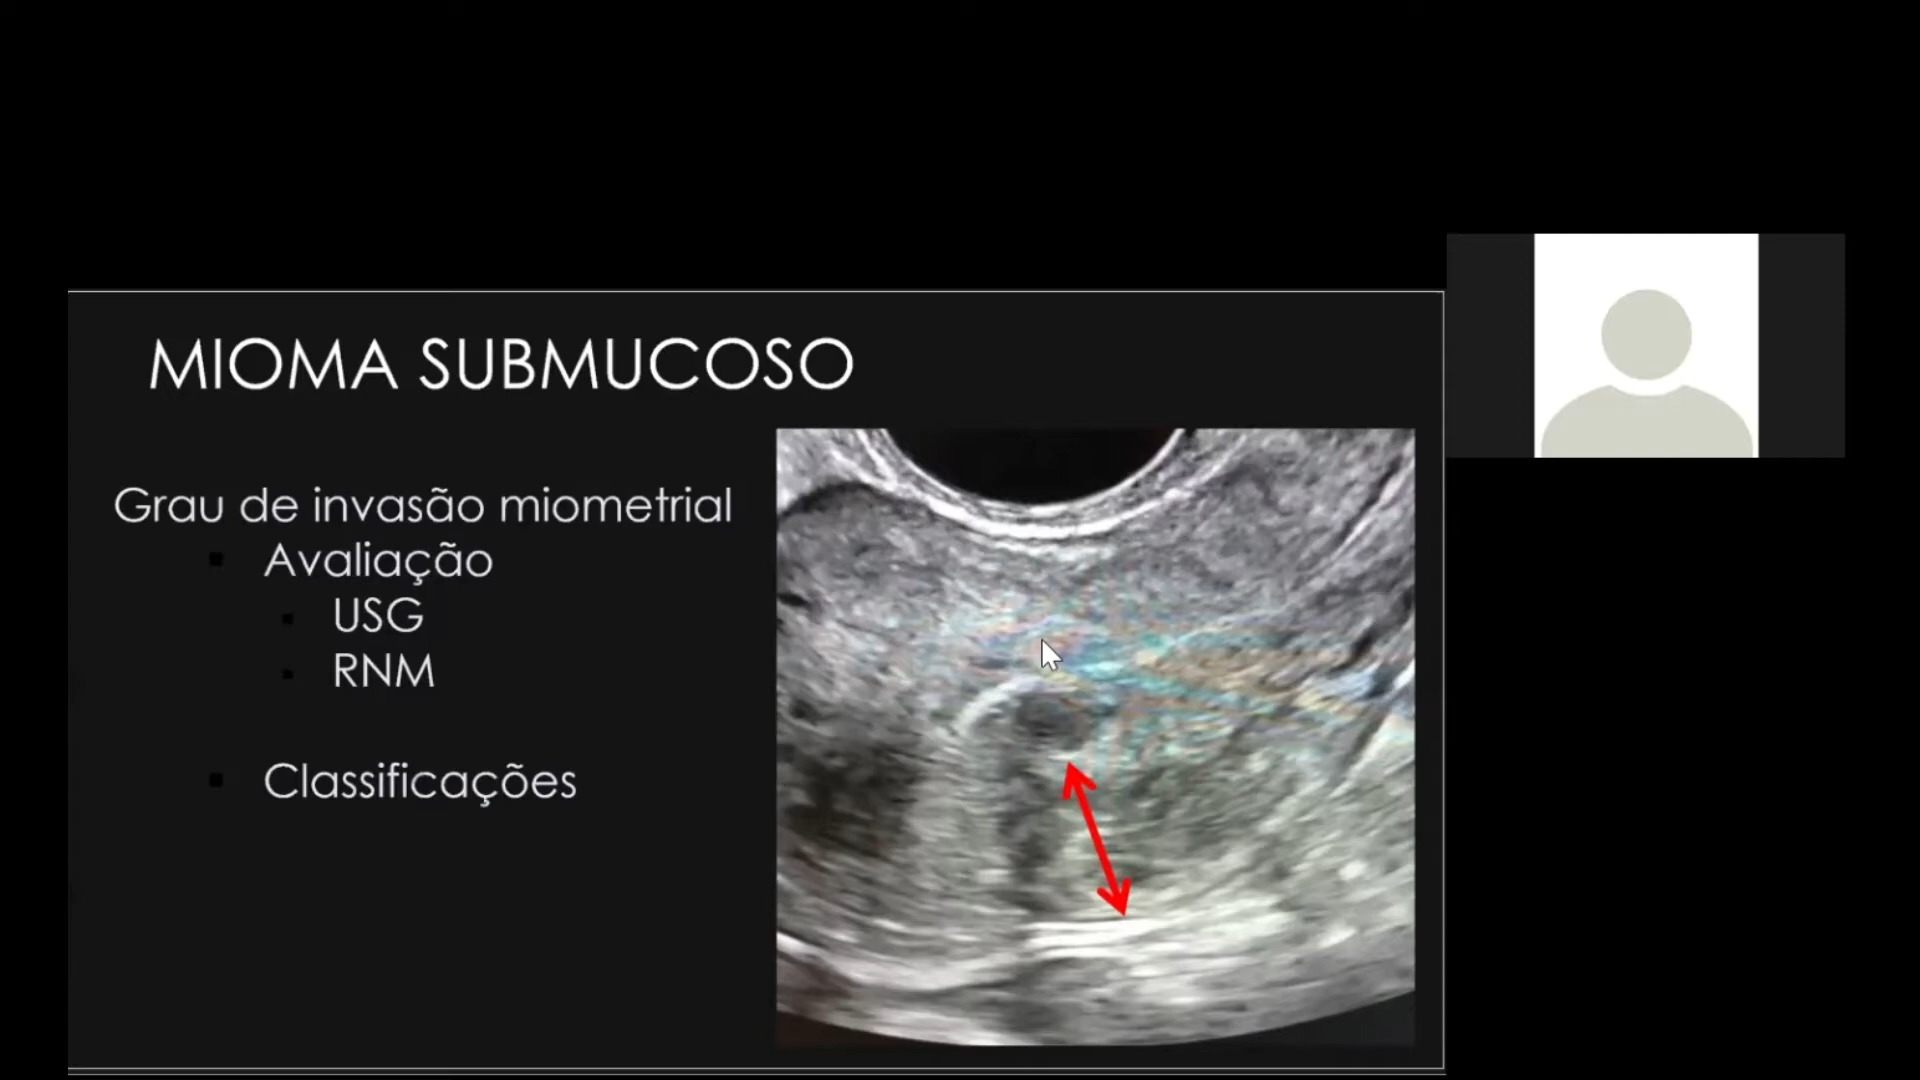 MIOMA SUBMUCOSO
Grau de invasão miometrial
Avaliação
USG
RNM
Classificações